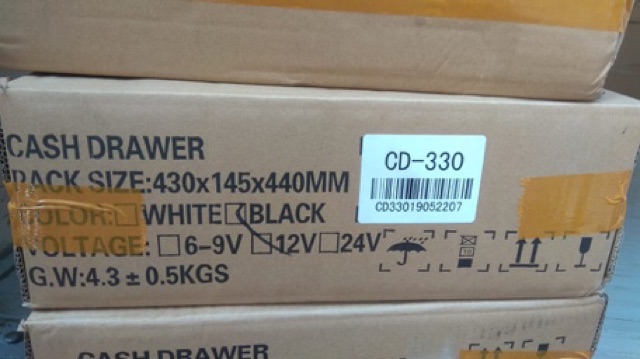 CASH DRAWER
PACK SIZE:430x145x440MM
COLOR:☐WHITE☑BLACK
VOLTAGE:☐6-9V☑12V☐24V
G.W:4.3±0.5KGS
CD-330
CD33019052207
10
CASH DRAWER